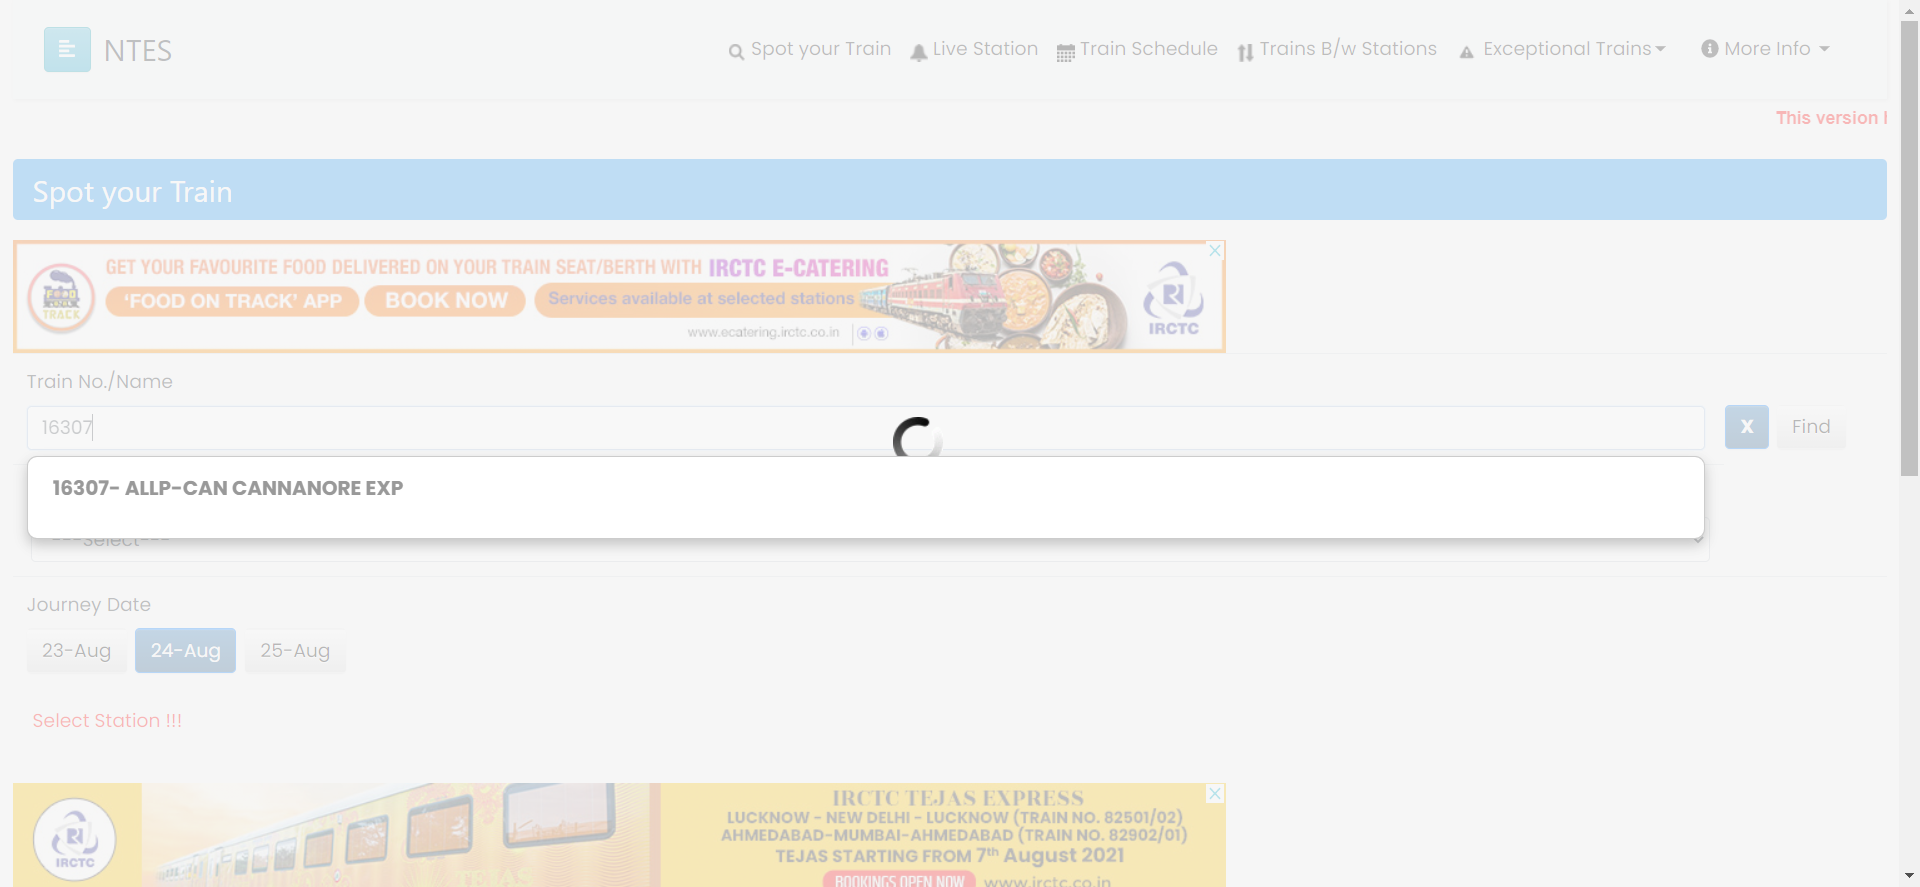 NTES
Spot your Train
Live Station
Train Schedule
Trains B/w Stations
Exceptional Trains
More Info
This version
Spot your Train
GET YOUR FAVOURITE FOOD DELIVERED ON YOUR TRAIN SEAT/BERTH WITH IRCTC E-CATERING
FOOD
TRACK
'FOOD ON TRACK' APP
BOOK NOW
Services available at selected stations
www.ecatering.irctc.co.in
IRCTC
Train No./Name
16307
X
Find
16307- ALLP-CAN CANNANORE EXP
---Select---
Journey Date
23-Aug
24-Aug
25-Aug
Select Station !!!
IRCTC
TEJAS
IRCTC TEJAS EXPRESS
LUCKNOW - NEW DELHI - LUCKNOW (TRAIN NO. 82501/02)
AHMEDABAD-MUMBAI-AHMEDABAD (TRAIN NO. 82902/01)
TEJAS STARTING FROM 7th August 2021
BOOKINGS OPEN NOW
www.irctc.co.in